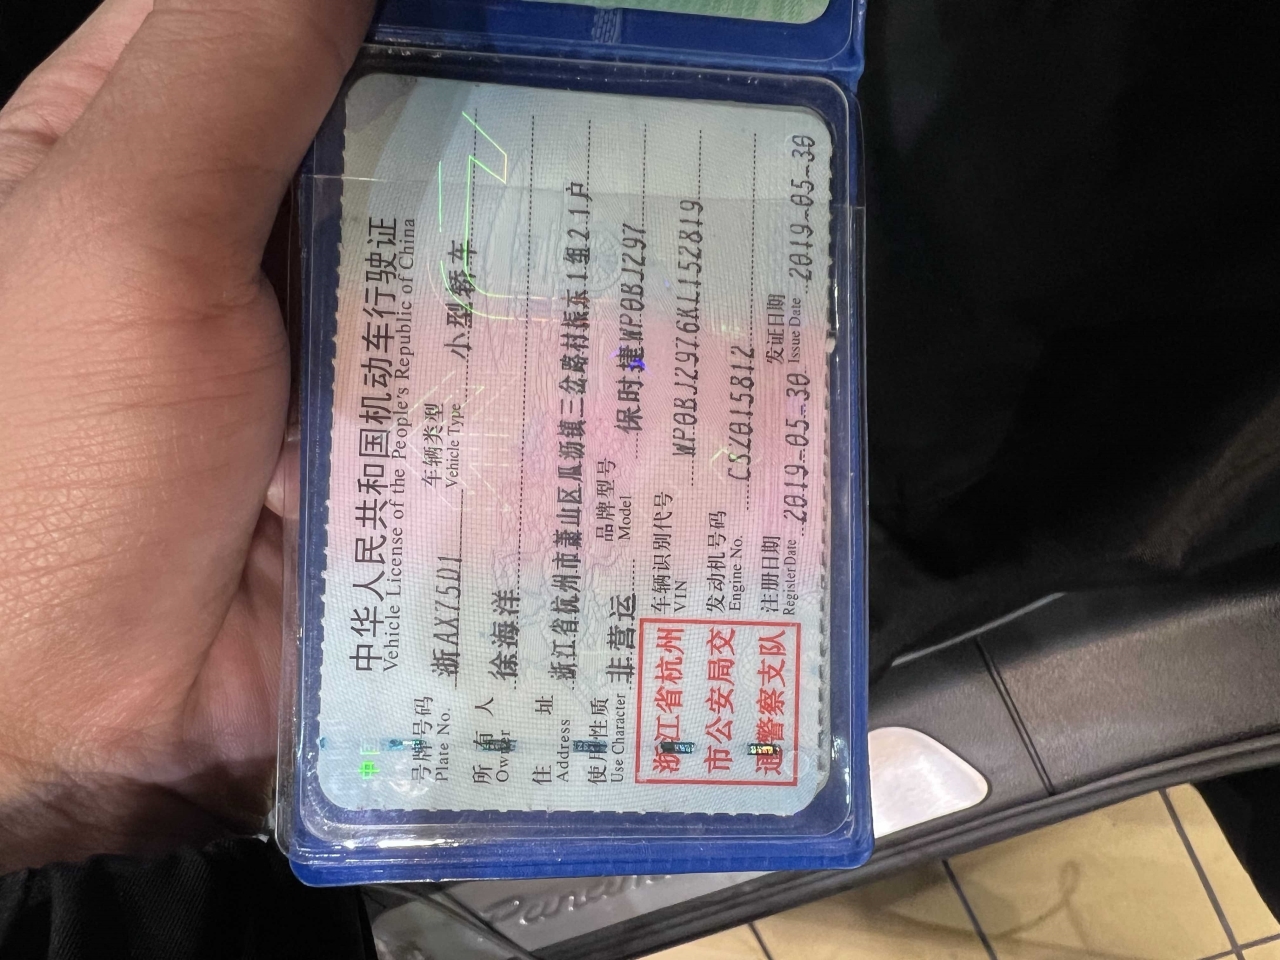 中华人民共和国机动车行驶证
Vehicle License of the People's Republic of China
号牌号码 浙AX75D1 车辆类型 小型轿车
Plate No. Vehicle Type
所有人 徐海洋
Owner
住址 浙江省杭州市萧山区瓜沥镇三岔路村振东1组21户
Address
使用性质 非营运 品牌型号 保时捷WP0BJ297
Use Character Model
浙江省杭州
市公安局交
通警察支队
车辆识别代号 WP0BJ2976KL152819
VIN
发动机号码 CSZ015812
Engine No.
注册日期 2019-05-30 发证日期 2019-05-30
Register Date Issue Date